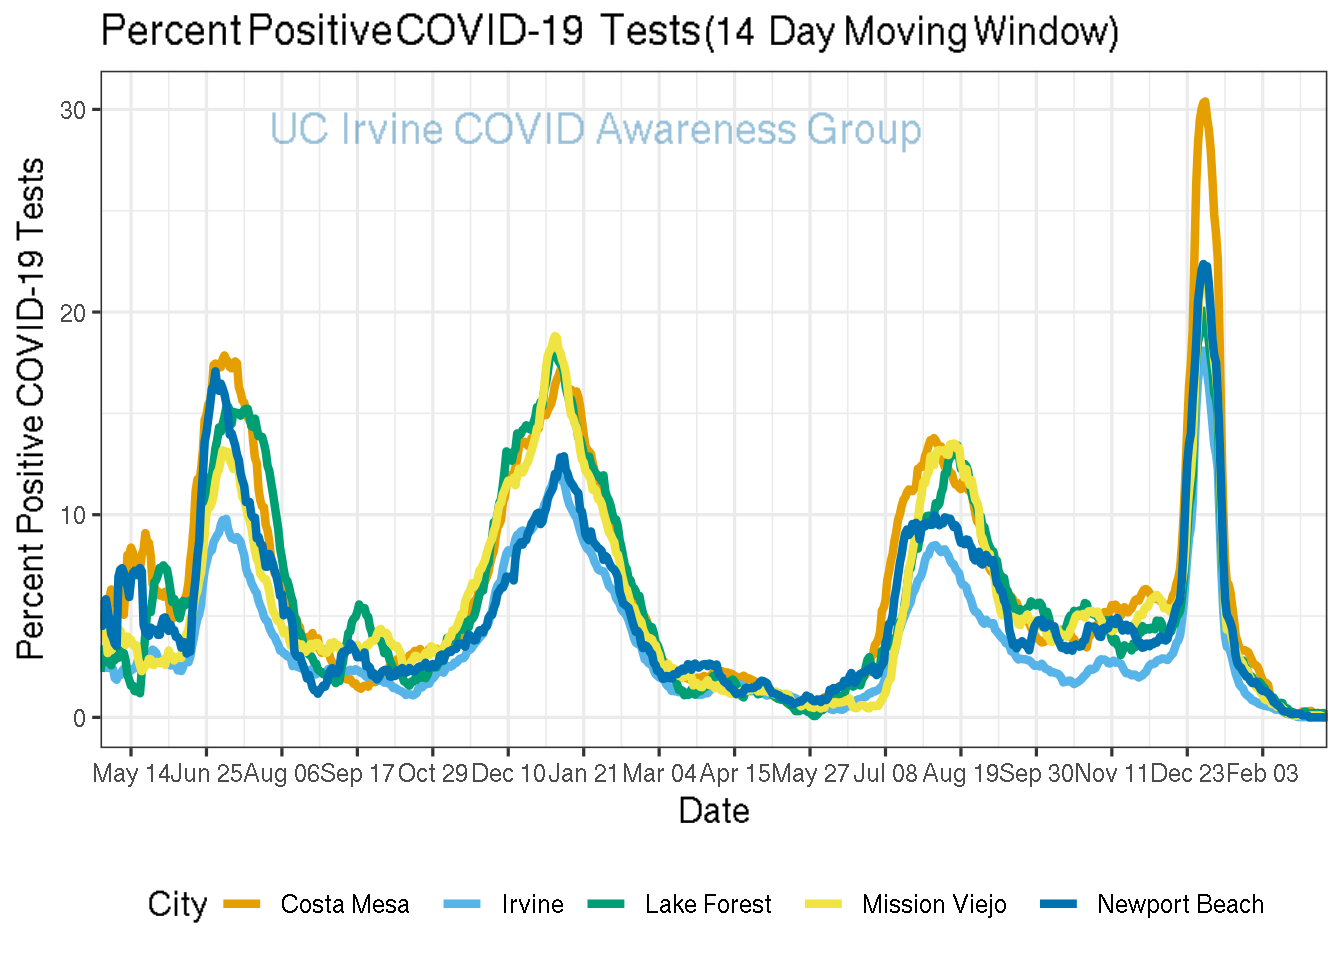 Percent Positive COVID-19 Tests (14 Day Moving Window)
UC Irvine COVID Awareness Group
Percent Positive COVID-19 Tests
30
20
10
0
May 14 Jun 25 Aug 06 Sep 17 Oct 29 Dec 10 Jan 21 Mar 04 Apr 15 May 27 Jul 08 Aug 19 Sep 30 Nov 11 Dec 23 Feb 03
Date
City Costa Mesa Irvine Lake Forest Mission Viejo Newport Beach